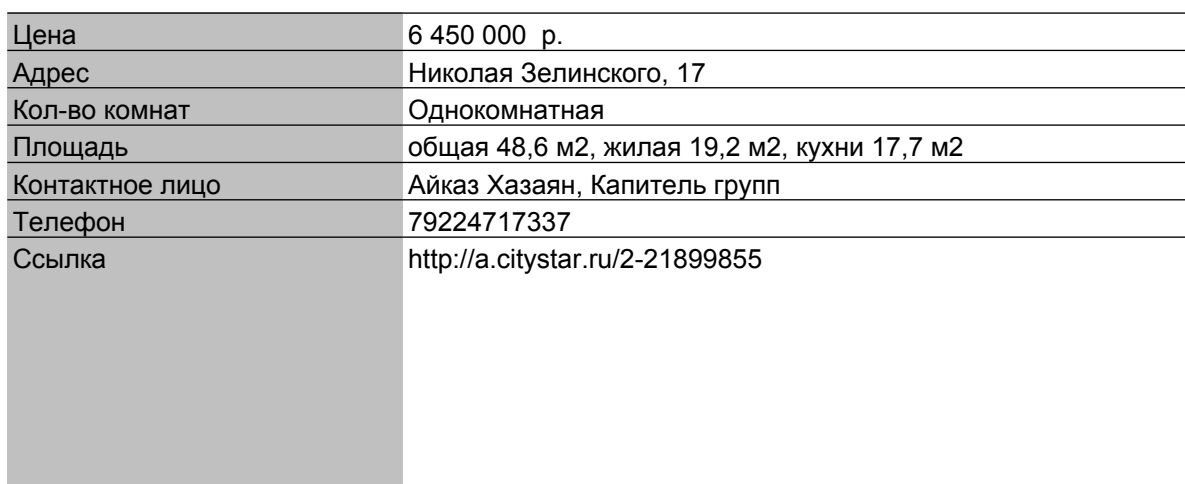 Цена 6 450 000 р.
Адрес Николая Зелинского, 17
Кол-во комнат Однокомнатная
Площадь общая 48,6 м2, жилая 19,2 м2, кухни 17,7 м2
Контактное лицо Айказ Хазаян, Капитель групп
Телефон 79224717337
Ссылка http://a.citystar.ru/2-21899855